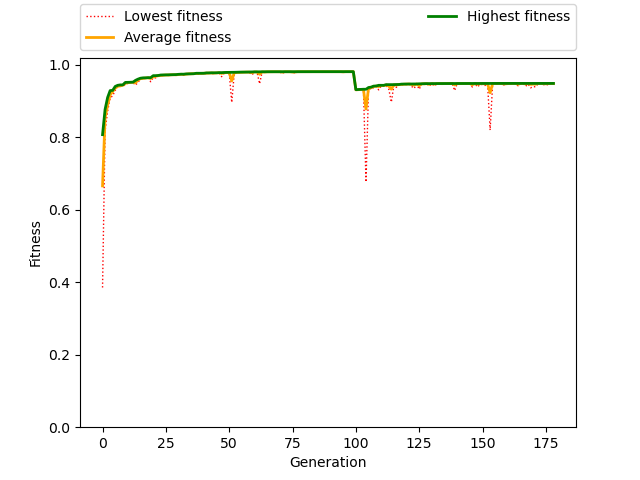 Lowest fitness
Average fitness
Highest fitness
1.0
0.8
0.6
0.4
0.2
0.0
Fitness
0 25 50 75 100 125 150 175
Generation